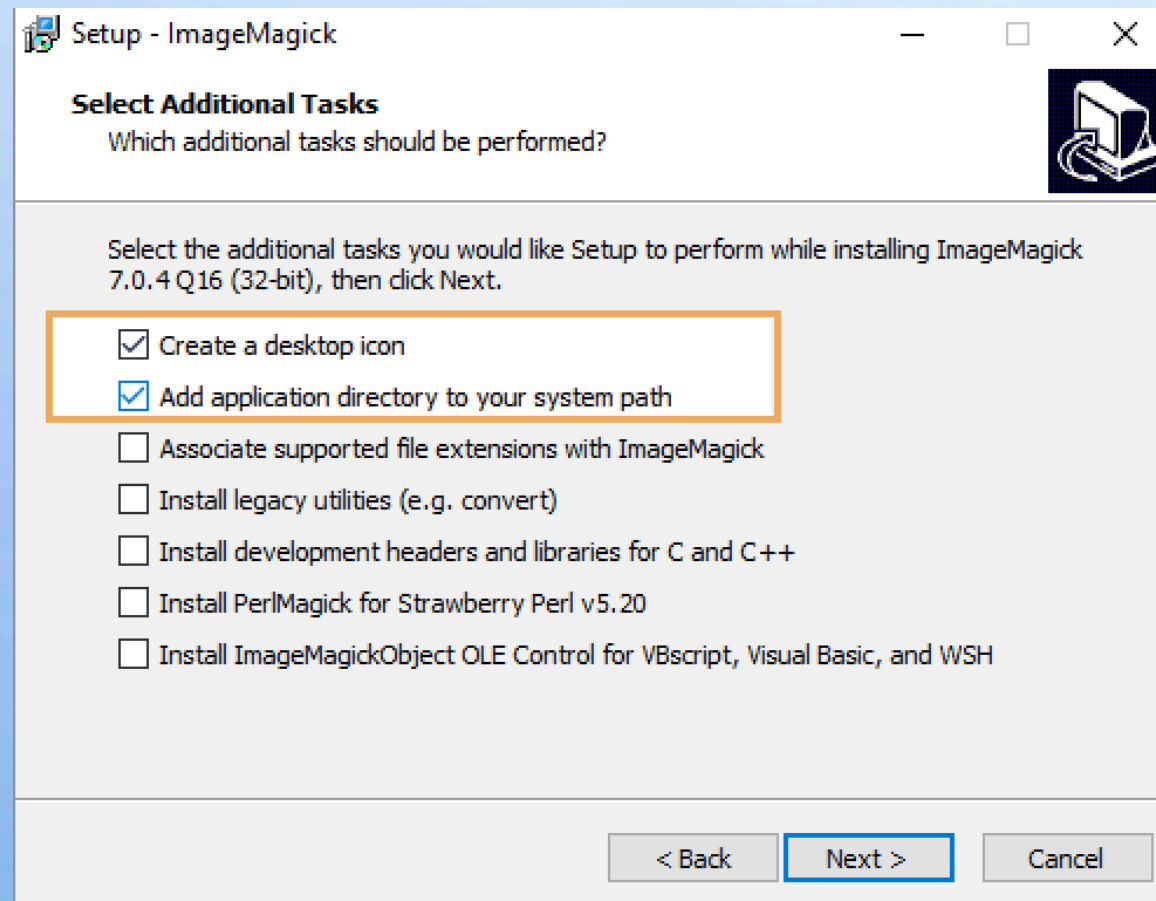 Setup - ImageMagick
Select Additional Tasks
Which additional tasks should be performed?
Select the additional tasks you would like Setup to perform while installing ImageMagick
7.0.4 Q16 (32-bit), then click Next.
Create a desktop icon
Add application directory to your system path
Associate supported file extensions with ImageMagick
Install legacy utilities (e.g. convert)
Install development headers and libraries for C and C++
Install PerlMagick for Strawberry Perl v5.20
Install ImageMagickObject OLE Control for VBscript, Visual Basic, and WSH
< Back Next > Cancel